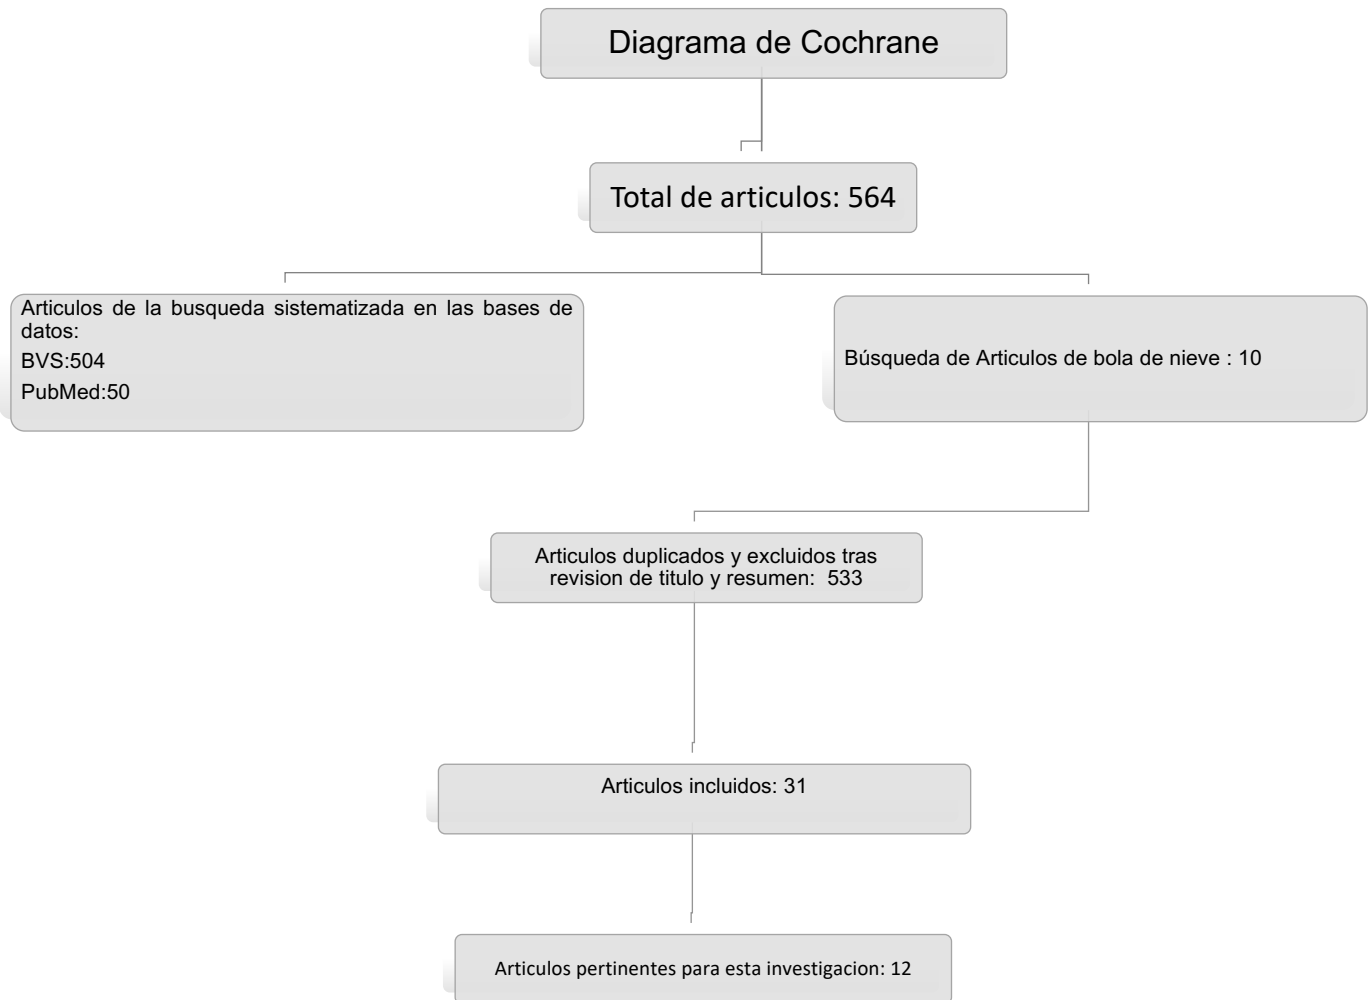 Diagrama de Cochrane
Total de articulos: 564
Articulos de la busqueda sistematizada en las bases de
datos:
BVS:504
PubMed:50
Búsqueda de Articulos de bola de nieve : 10
Articulos duplicados y excluidos tras
revision de titulo y resumen:  533
Articulos incluidos: 31
Articulos pertinentes para esta investigacion: 12